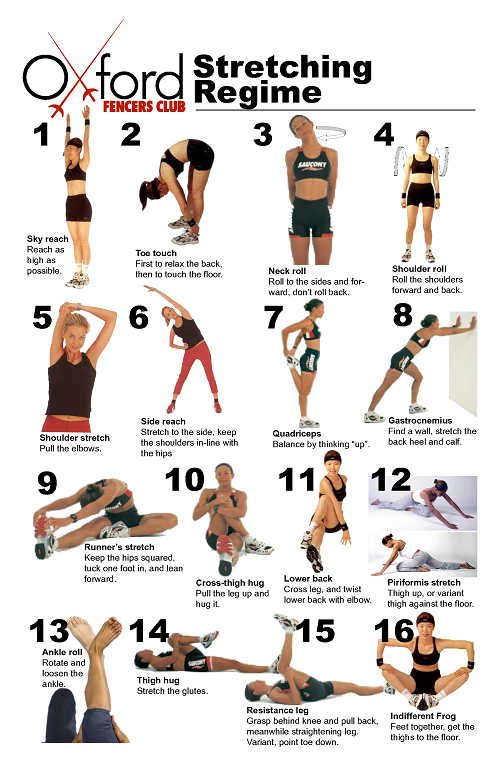 Oxford
FENCERS CLUB
Stretching
Regime
1
Sky reach
Reach as
high as
possible.
2
Toe touch
First to relax the back,
then to touch the floor.
3
SAUCONY
Neck roll
Roll to the sides and for-
ward, don't roll back.
4
Shoulder roll
Roll the shoulders
forward and back.
5
Shoulder stretch
Pull the elbows.
6
Side reach
Stretch to the side, keep
the shoulders in-line with
the hips
7
Quadriceps
Balance by thinking "up".
8
Gastrocnemius
Find a wall, stretch the
back heel and calf.
9
Runner's stretch
Keep the hips squared,
tuck one foot in, and lean
forward.
10
Cross-thigh hug
Pull the leg up and
hug it.
11
Lower back
Cross leg, and twist
lower back with elbow.
12
Piriformis stretch
Thigh up, or variant
thigh against the floor.
13
Ankle roll
Rotate and
loosen the
ankle.
14
SAUCONY
Thigh hug
Stretch the glutes.
15
Resistance leg
Grasp behind knee and pull back,
meanwhile straightening leg.
Variant, point toe down.
16
Indifferent Frog
Feet together, get the
thighs to the floor.